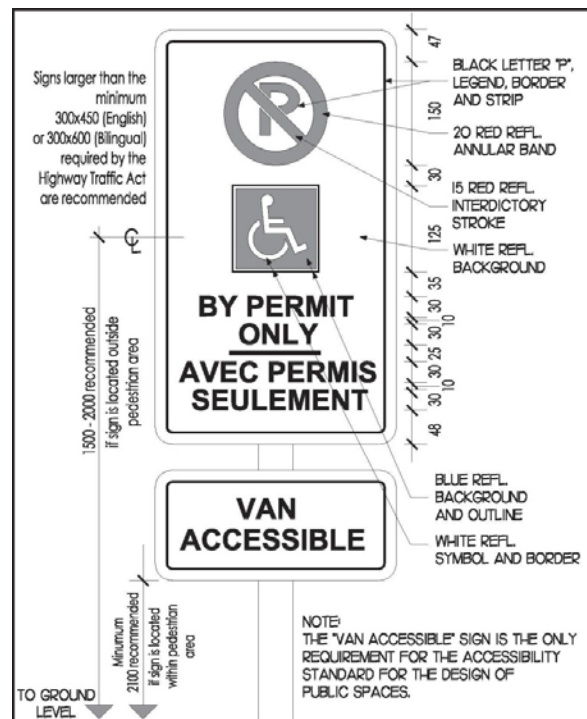 Signs larger than the
minimum
300x450 (English)
or 300x600 (Bilingual)
required by the
Highway Traffic Act
are recommended
P
BY PERMIT
ONLY
AVEC PERMIS
SEULEMENT
VAN
ACCESSIBLE
47
150
30
125
35
30
10
30
25
30
10
30
48
BLACK LETTER "P",
LEGEND, BORDER
AND STRIP
20 RED REFL.
ANNULAR BAND
15 RED REFL.
INTERDICTORY
STROKE
WHITE REFL.
BACKGROUND
BLUE REFL.
BACKGROUND
AND OUTLINE
WHITE REFL.
SYMBOL AND BORDER
CL
1500 - 2000 recommended
if sign is located outside
pedestrian area
Minumum
2100 recommended
if sign is located
within pedestrian
area
TO GROUND
LEVEL
NOTE:
THE "VAN ACCESSIBLE" SIGN IS THE ONLY
REQUIREMENT FOR THE ACCESSIBILITY
STANDARD FOR THE DESIGN OF
PUBLIC SPACES.